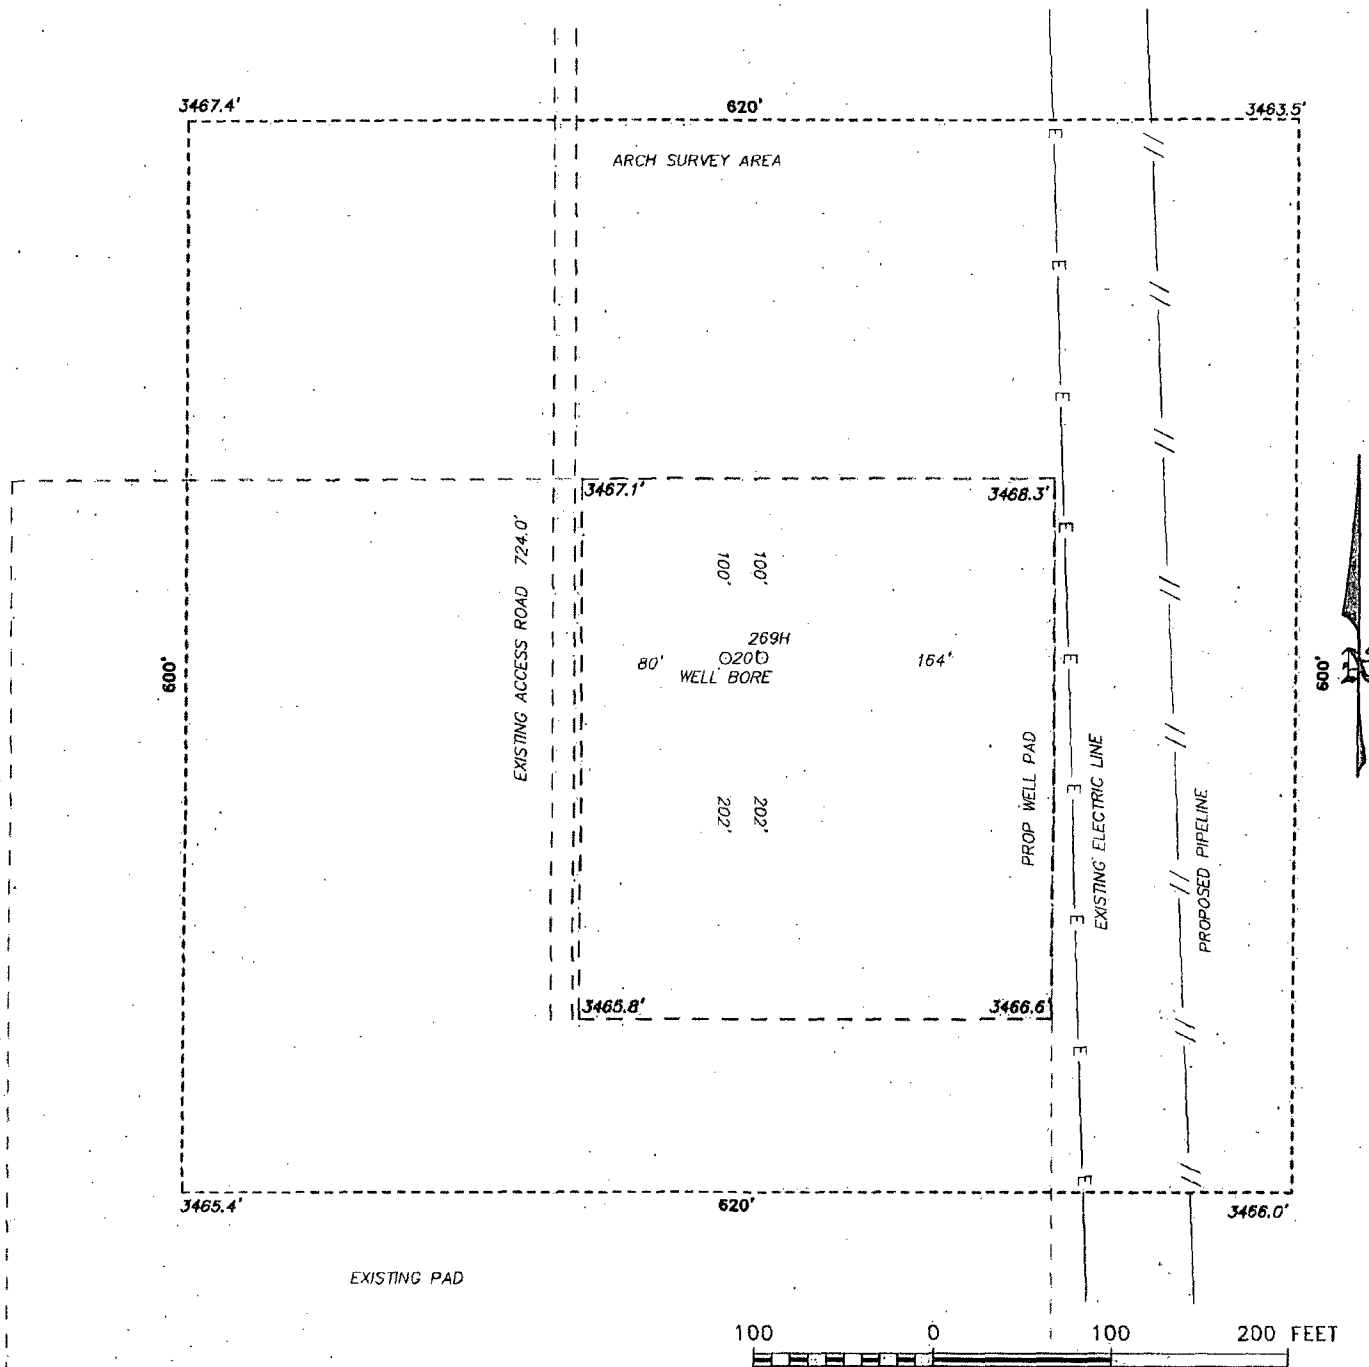 3467.4' 620' 3463.5'
ARCH SURVEY AREA
E //
E
//
E
//
3467.1' 3468.3'
EXISTING ACCESS ROAD 724.0'
100' 100'
E
//
269H
80' 20' 164'
WELL BORE
600' 600'
E
//
PROP WELL PAD
EXISTING ELECTRIC LINE
PROPOSED PIPELINE
202' 202'
E
//
E
3465.8' 3466.6'
//
E
E //
3465.4' 620' 3466.0'
EXISTING PAD
100 0 100 200 FEET